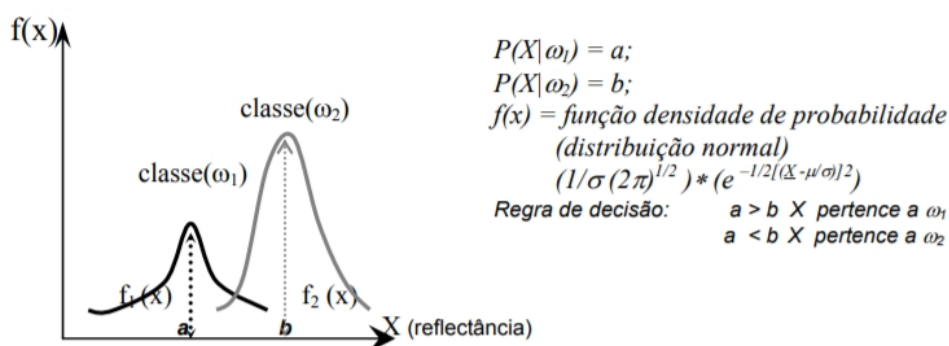 f(x)
classe(ω₂)
classe(ω₁)
f₁(x)
f₂ (x)
a
b
X (reflectância)
P(X|ω₁) = a;
P(X|ω₂) = b;
f(x) = função densidade de probabilidade
(distribuição normal)
(1/σ (2π)^1/2 ) * (e ^-1/2[(X -μ/σ)]2)
Regra de decisão: a > b X pertence a ω₁
a < b X pertence a ω₂